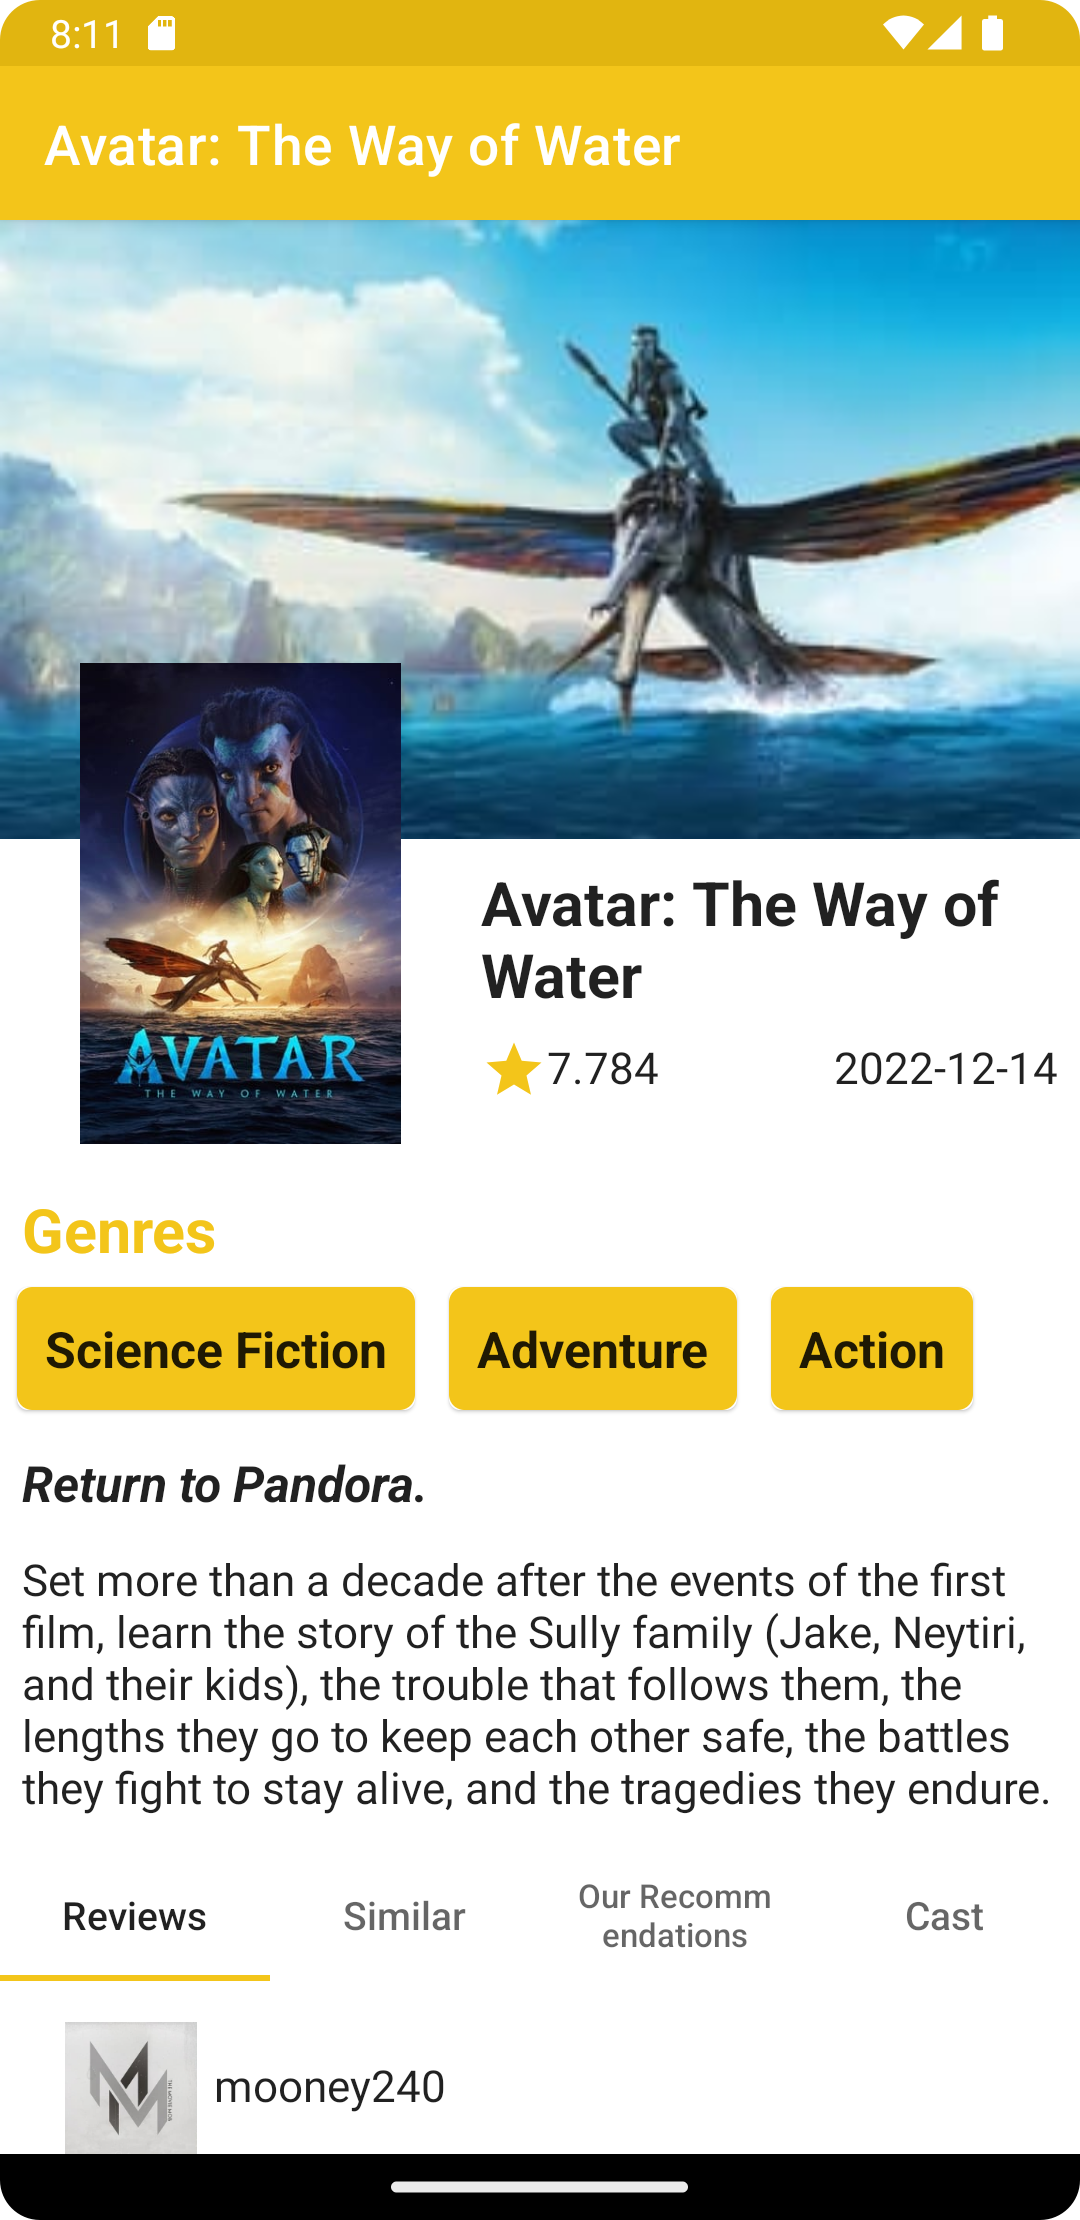 8:11
Avatar: The Way of Water
AVATAR
THE WAY OF WATER
Avatar: The Way of
Water
7.784
2022-12-14
Genres
Science Fiction
Adventure
Action
Return to Pandora.
Set more than a decade after the events of the first
film, learn the story of the Sully family (Jake, Neytiri,
and their kids), the trouble that follows them, the
lengths they go to keep each other safe, the battles
they fight to stay alive, and the tragedies they endure.
Reviews
Similar
Our Recomm
endations
Cast
mooney240